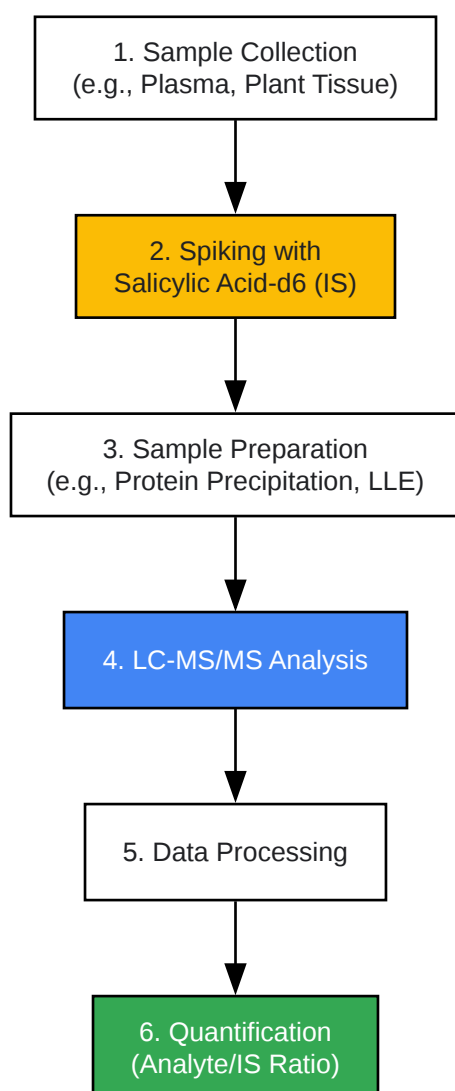 1. Sample Collection
(e.g., Plasma, Plant Tissue)
2. Spiking with
Salicylic Acid-d6 (IS)
3. Sample Preparation
(e.g., Protein Precipitation, LLE)
4. LC-MS/MS Analysis
5. Data Processing
6. Quantification
(Analyte/IS Ratio)